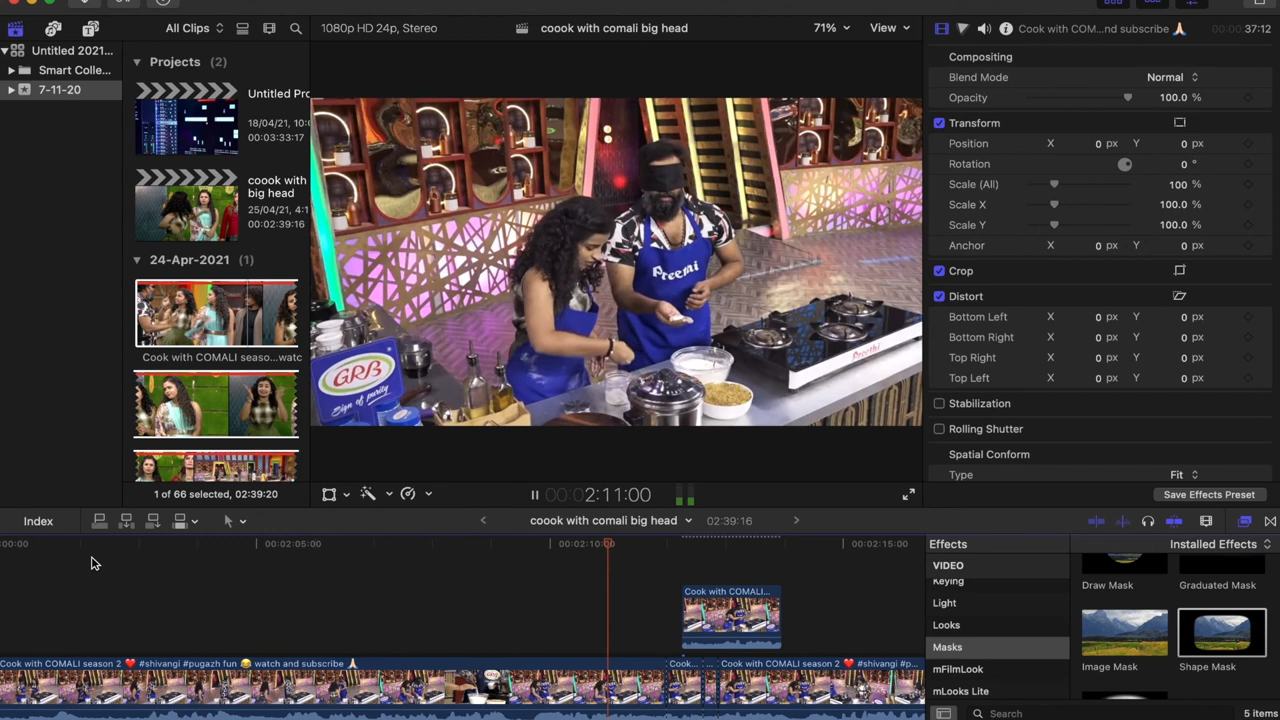 All Clips
1080p HD 24p, Stereo
coook with comali big head
71%
View
Cook with COM...nd subscribe 🙏🏻
00:00:37:12
Untitled 2021...
Smart Colle...
7-11-20
Projects (2)
Untitled Pro
18/04/21, 10:0
00:03:33:17
coook with
big head
25/04/21, 4:1
00:02:39:16
24-Apr-2021 (1)
Cook with COMALI seaso...watc
1 of 66 selected, 02:39:20
Preethi
GRB
Sign of purity
Preethi
00:00:2:11:00
Compositing
Blend Mode Normal
Opacity 100.0 %
Transform
Position X 0 px Y 0 px
Rotation 0 °
Scale (All) 100 %
Scale X 100.0 %
Scale Y 100.0 %
Anchor X 0 px Y 0 px
Crop
Distort
Bottom Left X 0 px Y 0 px
Bottom Right X 0 px Y 0 px
Top Right X 0 px Y 0 px
Top Left X 0 px Y 0 px
Stabilization
Rolling Shutter
Spatial Conform
Type Fit
Save Effects Preset
Index
coook with comali big head
02:39:16
:00:00
00:02:05:00
00:02:10:00
00:02:15:00
Cook with COMALI...
Cook with COMALI season 2 ❤️ #shivangi #pugazh fun 😂 watch and subscribe 🙏🏻
Cook...
...
Cook with COMALI season 2 ❤️ #shivangi #p...
Effects
Installed Effects
VIDEO
Keying
Light
Looks
Masks
mFilmLook
mLooks Lite
Draw Mask
Graduated Mask
Image Mask
Shape Mask
Search
5 items